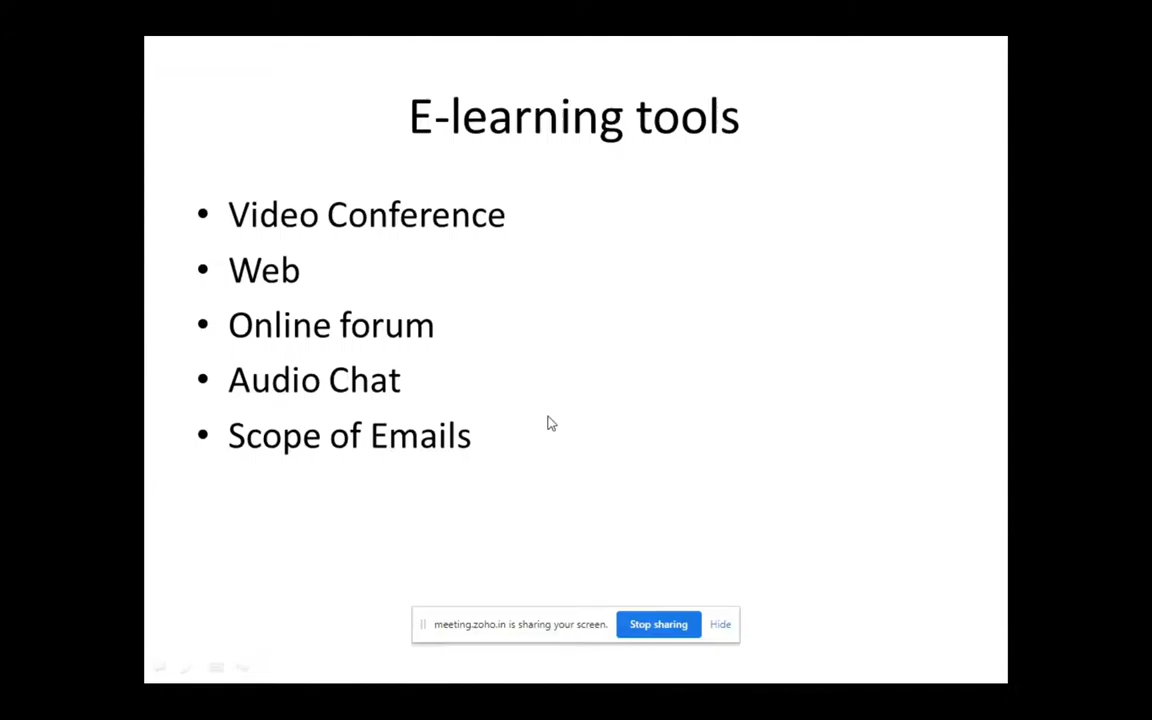 E-learning tools
• Video Conference
• Web
• Online forum
• Audio Chat
• Scope of Emails
meeting.zoho.in is sharing your screen. Stop sharing Hide